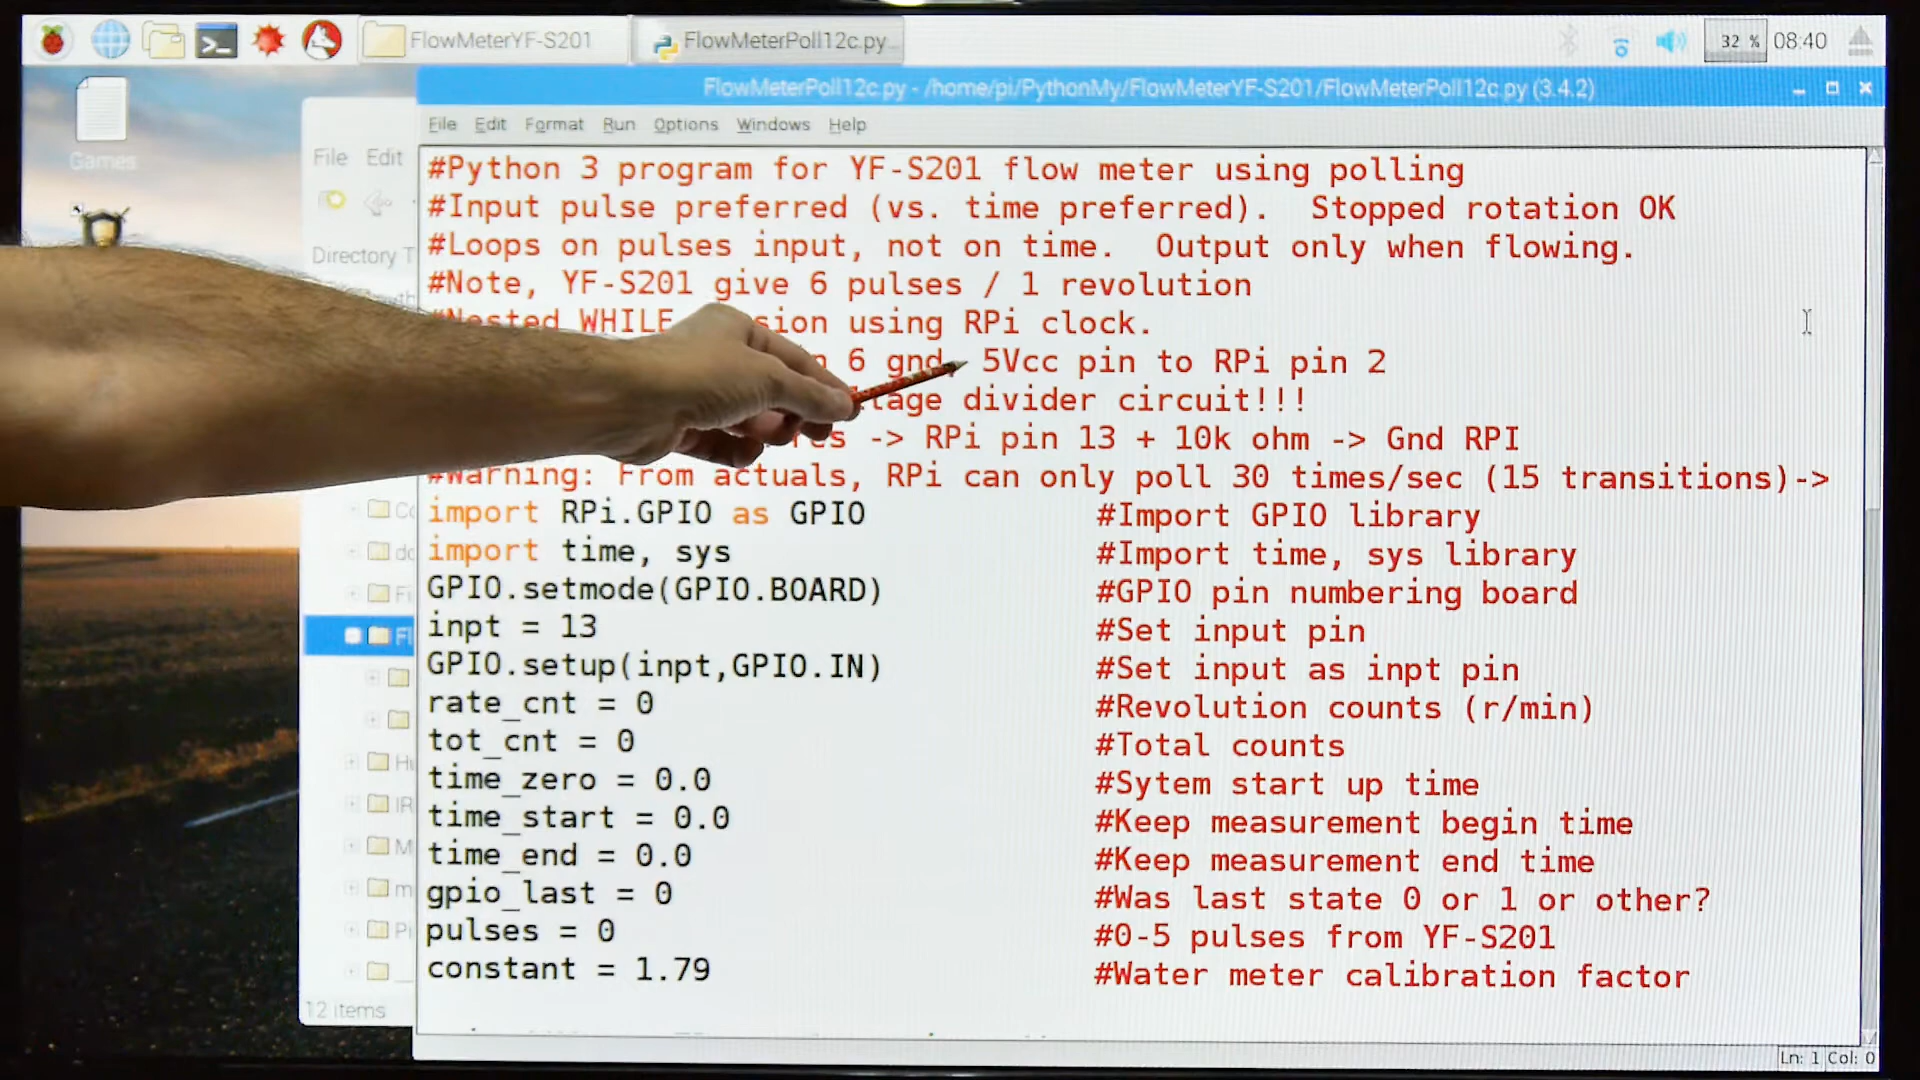 FlowMeterYF-S201
FlowMeterPoll12c.py...
32 %
08:40
FlowMeterPoll12c.py - /home/pi/PythonMy/FlowMeterYF-S201/FlowMeterPoll12c.py (3.4.2)
File Edit Format Run Options Windows Help
Games
File Edit
Directory T
#Python 3 program for YF-S201 flow meter using polling
#Input pulse preferred (vs. time preferred).  Stopped rotation OK
#Loops on pulses input, not on time.  Output only when flowing.
#Note, YF-S201 give 6 pulses / 1 revolution
#Nested WHILE using RPi clock.
6 gnd, 5Vcc pin to RPi pin 2
divider circuit!!!
-> RPi pin 13 + 10k ohm -> Gnd RPI
#Warning: From actuals, RPi can only poll 30 times/sec (15 transitions)->
import RPi.GPIO as GPIO #Import GPIO library
import time, sys #Import time, sys library
GPIO.setmode(GPIO.BOARD) #GPIO pin numbering board
inpt = 13 #Set input pin
GPIO.setup(inpt,GPIO.IN) #Set input as inpt pin
rate_cnt = 0 #Revolution counts (r/min)
tot_cnt = 0 #Total counts
time_zero = 0.0 #Sytem start up time
time_start = 0.0 #Keep measurement begin time
time_end = 0.0 #Keep measurement end time
gpio_last = 0 #Was last state 0 or 1 or other?
pulses = 0 #0-5 pulses from YF-S201
constant = 1.79 #Water meter calibration factor
12 items
Ln: 1 Col: 0